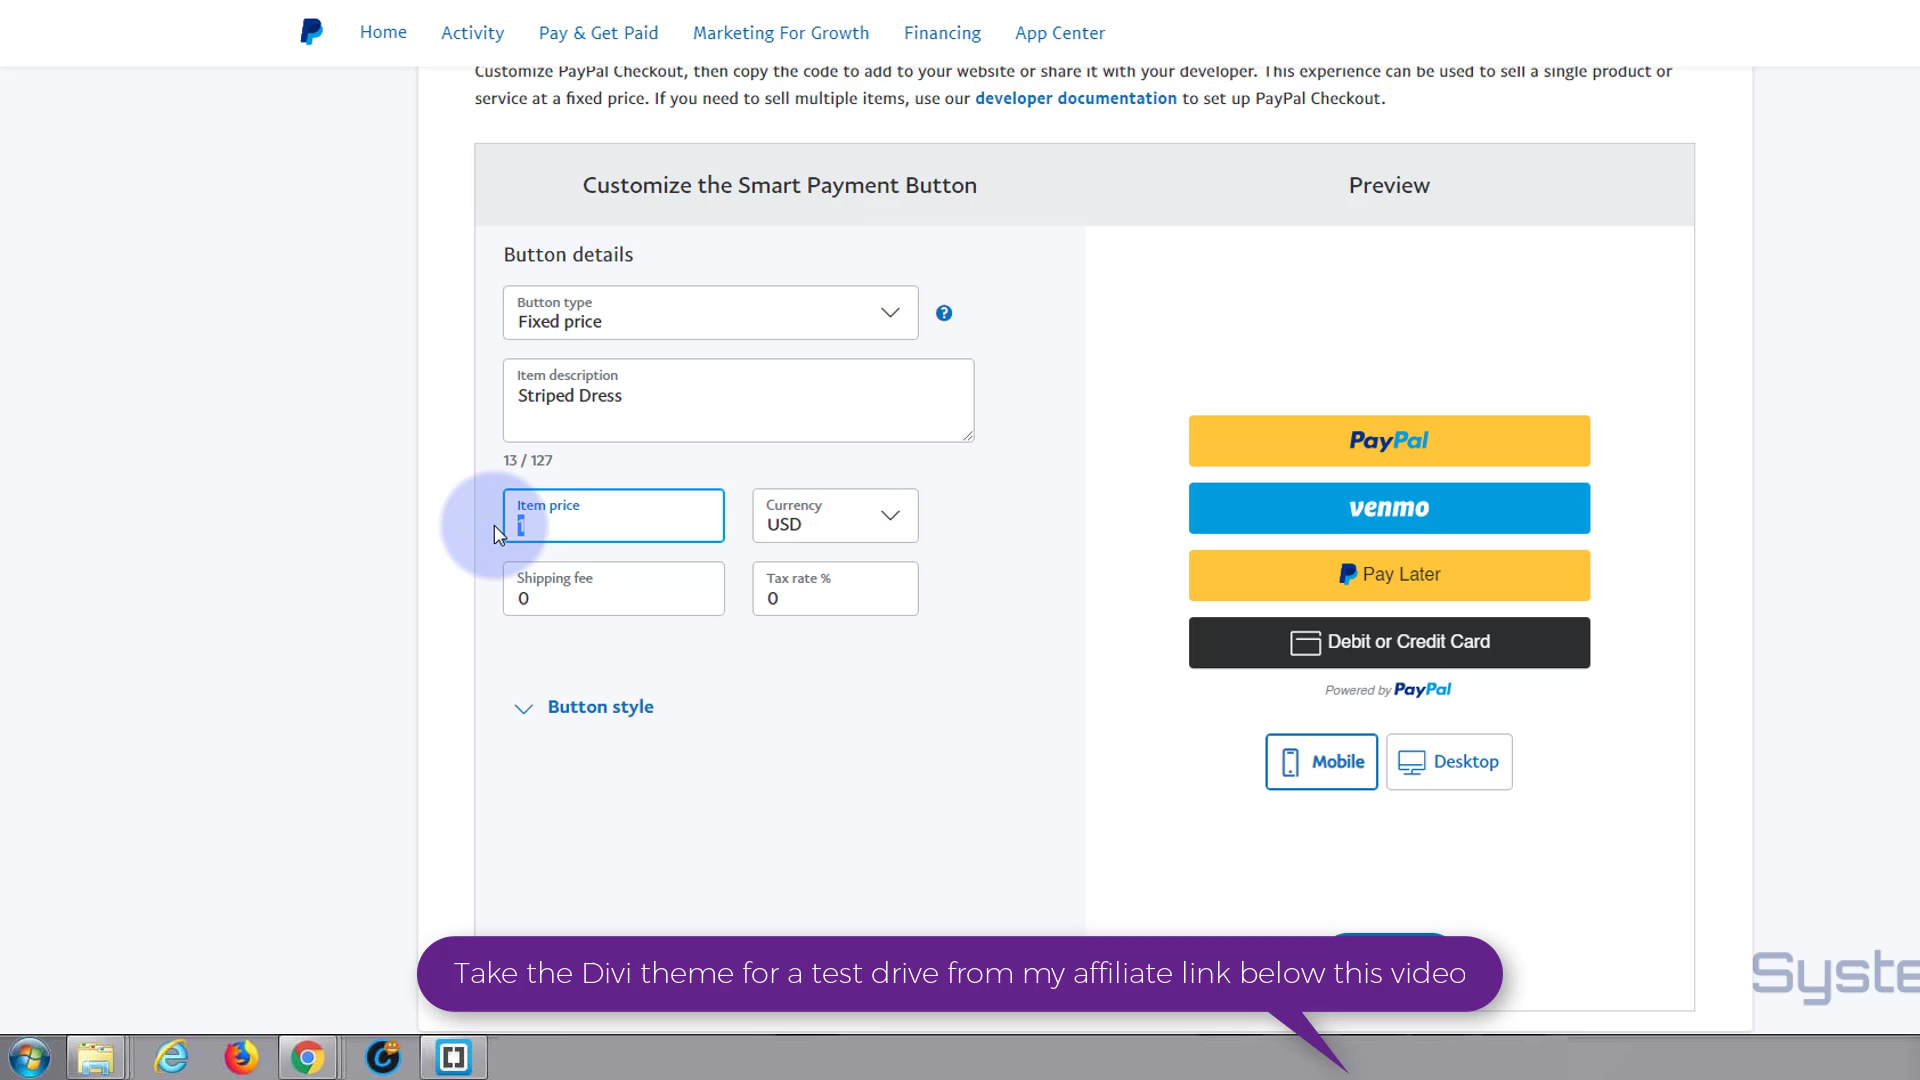 Home Activity Pay & Get Paid Marketing For Growth Financing App Center
Customize PayPal Checkout, then copy the code to add to your website or share it with your developer. This experience can be used to sell a single product or
service at a fixed price. If you need to sell multiple items, use our developer documentation to set up PayPal Checkout.
Customize the Smart Payment Button
Preview
Button details
Button type
Fixed price
Item description
Striped Dress
13 / 127
Item price
1
Currency
USD
Shipping fee
0
Tax rate %
0
Button style
PayPal
venmo
Pay Later
Debit or Credit Card
Powered by PayPal
Mobile
Desktop
Take the Divi theme for a test drive from my affiliate link below this video
Syste